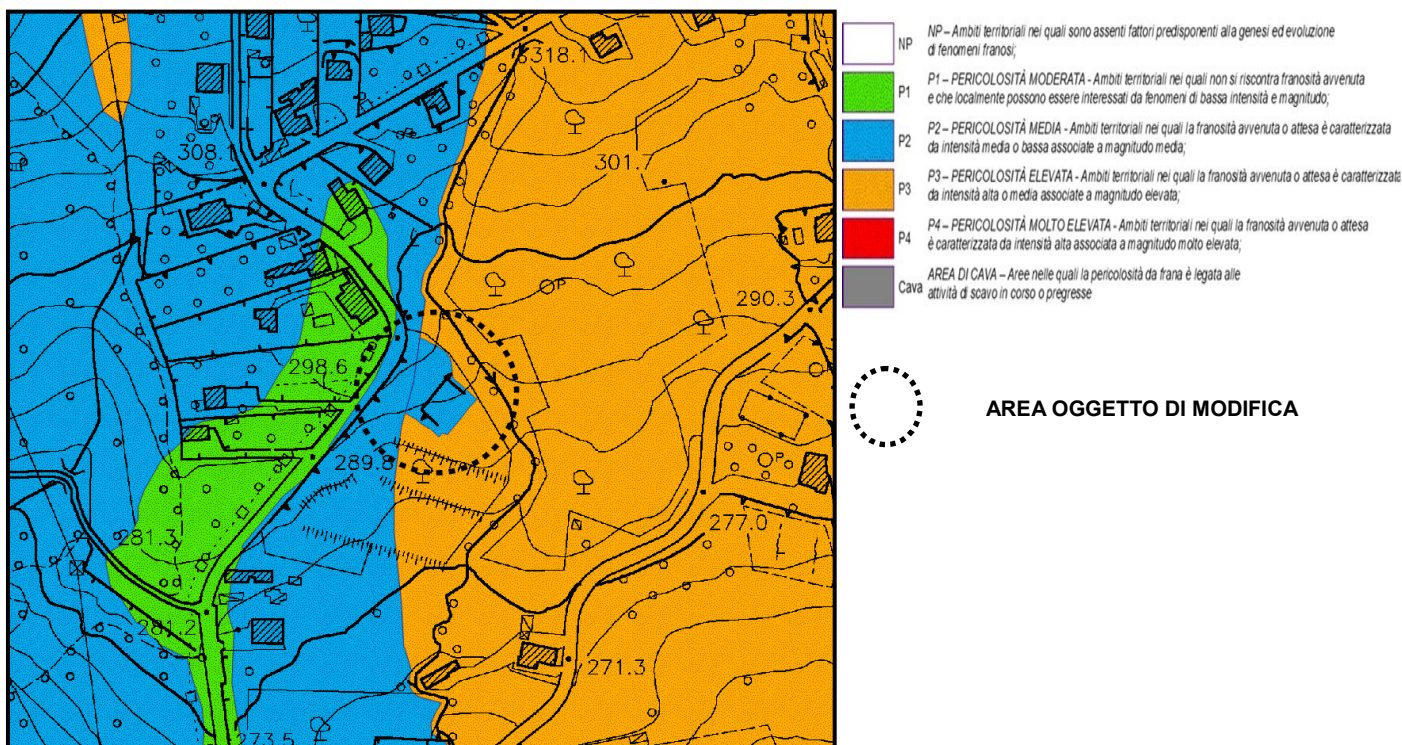 318.1
308.1
301.7
P
290.3
298.6
289.8
P
277.0
281.3
281.2
271.3
273.5
NP
NP – Ambiti territoriali nei quali sono assenti fattori predisponenti alla genesi ed evoluzione
di fenomeni franosi;
P1
P1 – PERICOLOSITÀ MODERATA - Ambiti territoriali nei quali non si riscontra franosità avvenuta
e che localmente possono essere interessati da fenomeni di bassa intensità e magnitudo;
P2
P2 – PERICOLOSITÀ MEDIA - Ambiti territoriali nei quali la franosità avvenuta o attesa è caratterizzata
da intensità media o bassa associate a magnitudo media;
P3
P3 – PERICOLOSITÀ ELEVATA - Ambiti territoriali nei quali la franosità avvenuta o attesa è caratterizzata
da intensità alta o media associate a magnitudo elevata;
P4
P4 – PERICOLOSITÀ MOLTO ELEVATA - Ambiti territoriali nei quali la franosità avvenuta o attesa
è caratterizzata da intensità alta associata a magnitudo molto elevata;
Cava
AREA DI CAVA – Aree nelle quali la pericolosità da frana è legata alle
attività di scavo in corso o pregresse
AREA OGGETTO DI MODIFICA